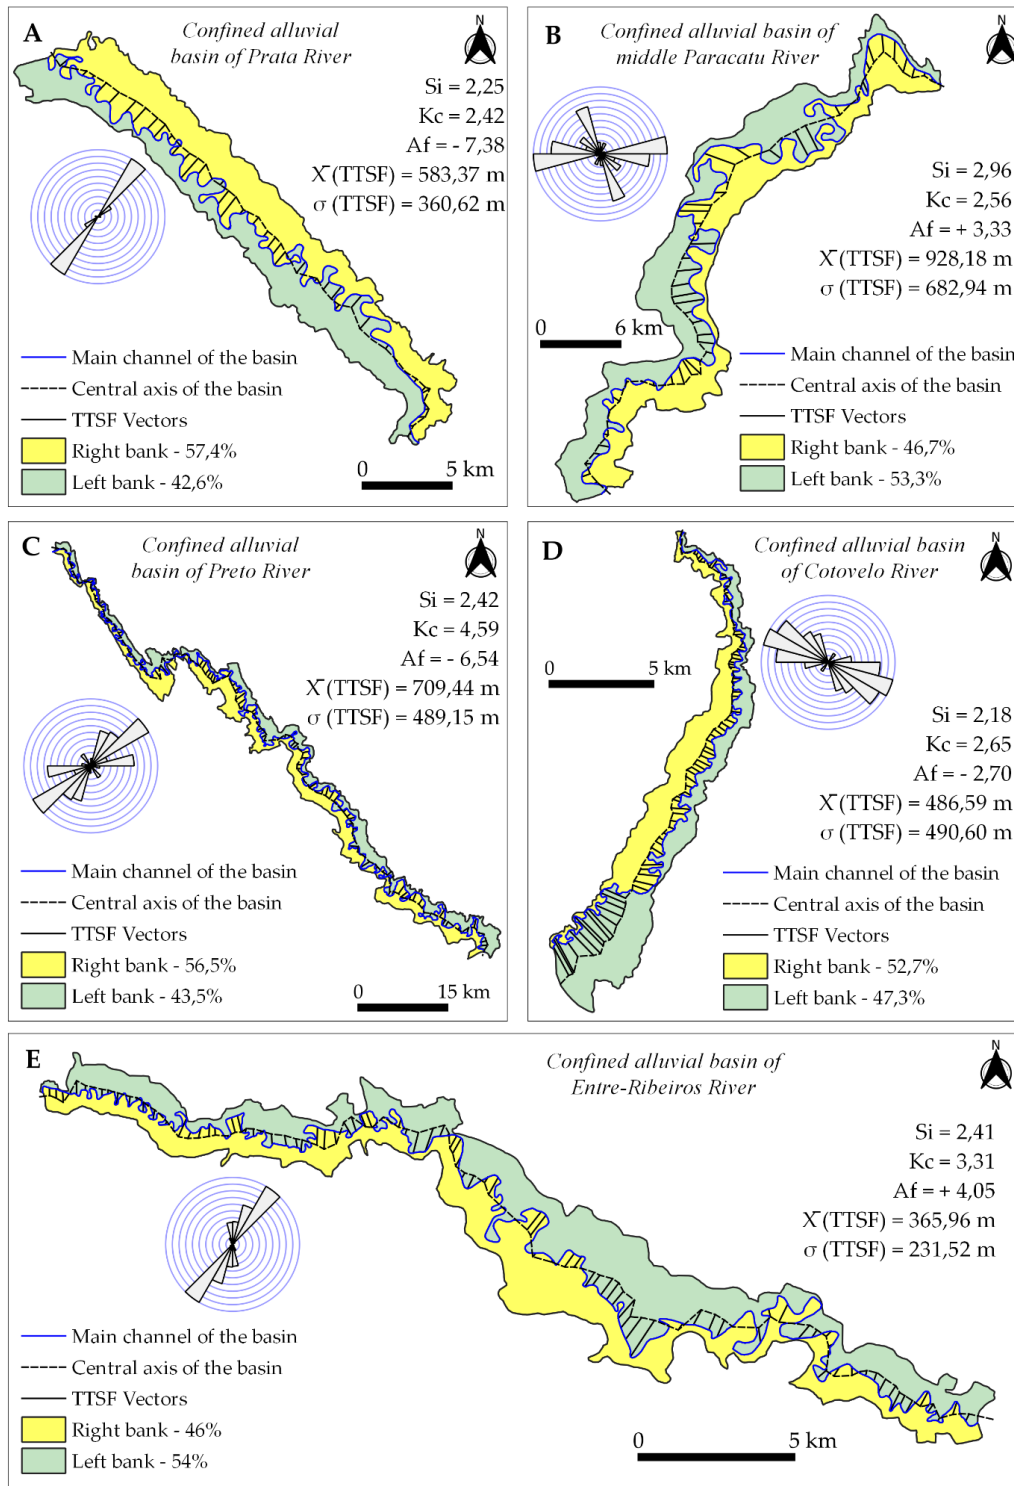 A
Confined alluvial
basin of Prata River
N
Si = 2,25
Kc = 2,42
Af = - 7,38
X̄ (TTSF) = 583,37 m
σ (TTSF) = 360,62 m
Main channel of the basin
Central axis of the basin
TTSF Vectors
Right bank - 57,4%
Left bank - 42,6%
0 5 km
B
Confined alluvial basin of
middle Paracatu River
N
Si = 2,96
Kc = 2,56
Af = + 3,33
X̄ (TTSF) = 928,18 m
σ (TTSF) = 682,94 m
0 6 km
Main channel of the basin
Central axis of the basin
TTSF Vectors
Right bank - 46,7%
Left bank - 53,3%
C
Confined alluvial
basin of Preto River
N
Si = 2,42
Kc = 4,59
Af = - 6,54
X̄ (TTSF) = 709,44 m
σ (TTSF) = 489,15 m
Main channel of the basin
Central axis of the basin
TTSF Vectors
Right bank - 56,5%
Left bank - 43,5%
0 15 km
D
Confined alluvial basin
of Cotovelo River
N
0 5 km
Si = 2,18
Kc = 2,65
Af = - 2,70
X̄ (TTSF) = 486,59 m
σ (TTSF) = 490,60 m
Main channel of the basin
Central axis of the basin
TTSF Vectors
Right bank - 52,7%
Left bank - 47,3%
E
Confined alluvial basin of
Entre-Ribeiros River
N
Si = 2,41
Kc = 3,31
Af = + 4,05
X̄ (TTSF) = 365,96 m
σ (TTSF) = 231,52 m
Main channel of the basin
Central axis of the basin
TTSF Vectors
Right bank - 46%
Left bank - 54%
0 5 km